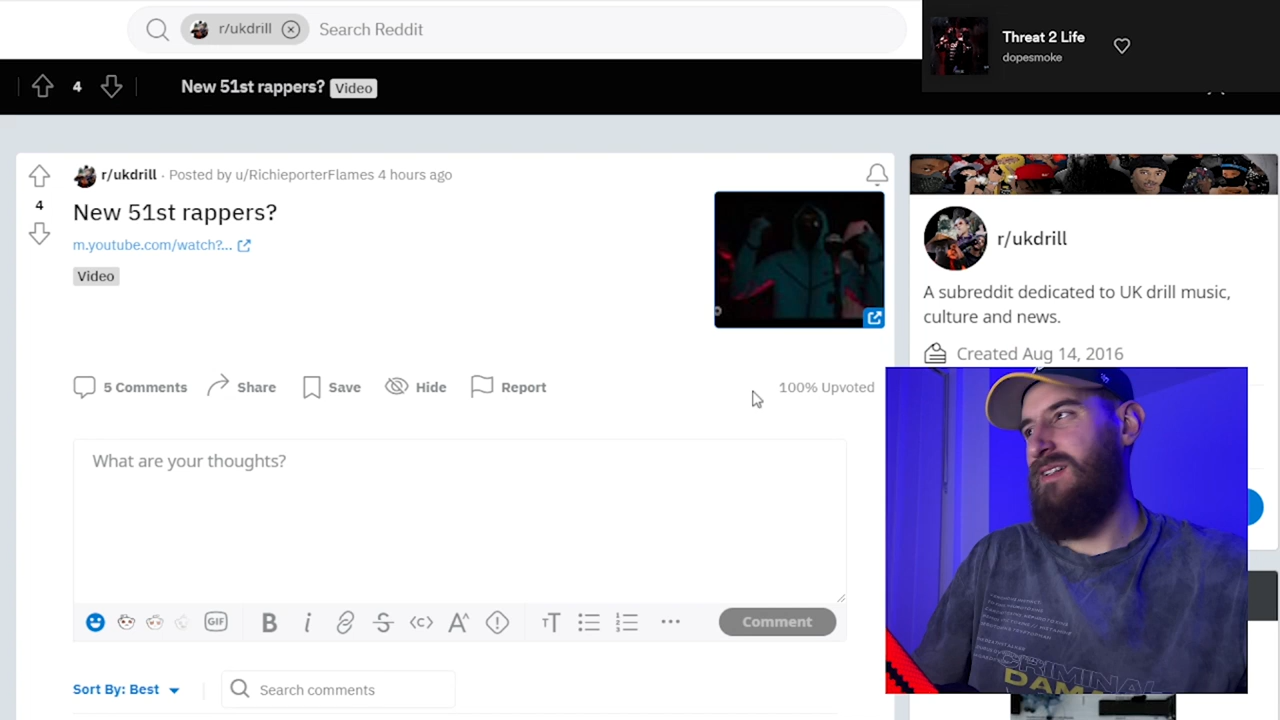 r/ukdrill
Search Reddit
Threat 2 Life
dopesmoke
4
New 51st rappers?
Video
r/ukdrill · Posted by u/RichieporterFlames 4 hours ago
4
New 51st rappers?
m.youtube.com/watch?...
Video
r/ukdrill
A subreddit dedicated to UK drill music,
culture and news.
Created Aug 14, 2016
5 Comments
Share
Save
Hide
Report
100% Upvoted
What are your thoughts?
GIF
B
i
Comment
Sort By: Best
Search comments
CRIMINAL